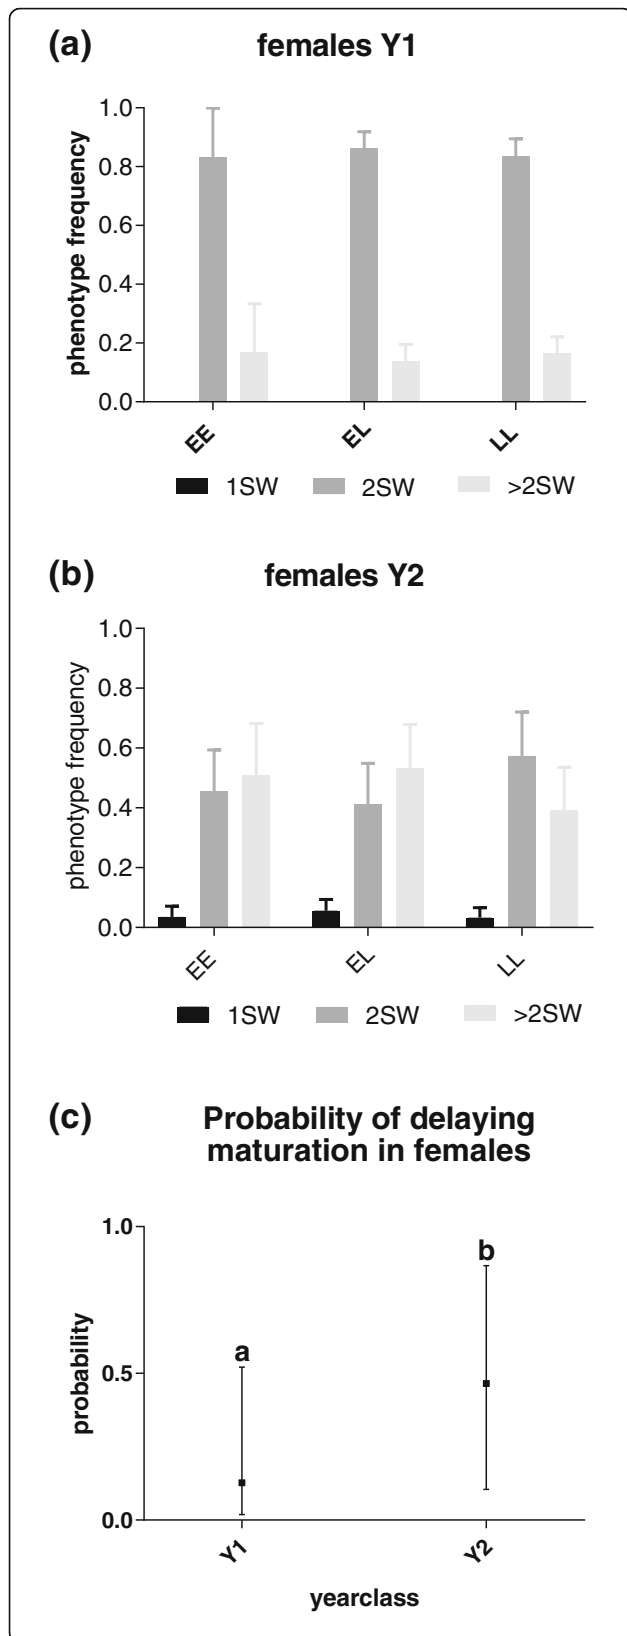 (a) females Y1
1.0
0.8
0.6
0.4
0.2
0.0
phenotype frequency
EE EL LL
1SW 2SW >2SW
(b) females Y2
1.0
0.8
0.6
0.4
0.2
0.0
phenotype frequency
EE EL LL
1SW 2SW >2SW
(c) Probability of delaying
maturation in females
1.0
0.5
0.0
probability
a
b
Y1 Y2
yearclass